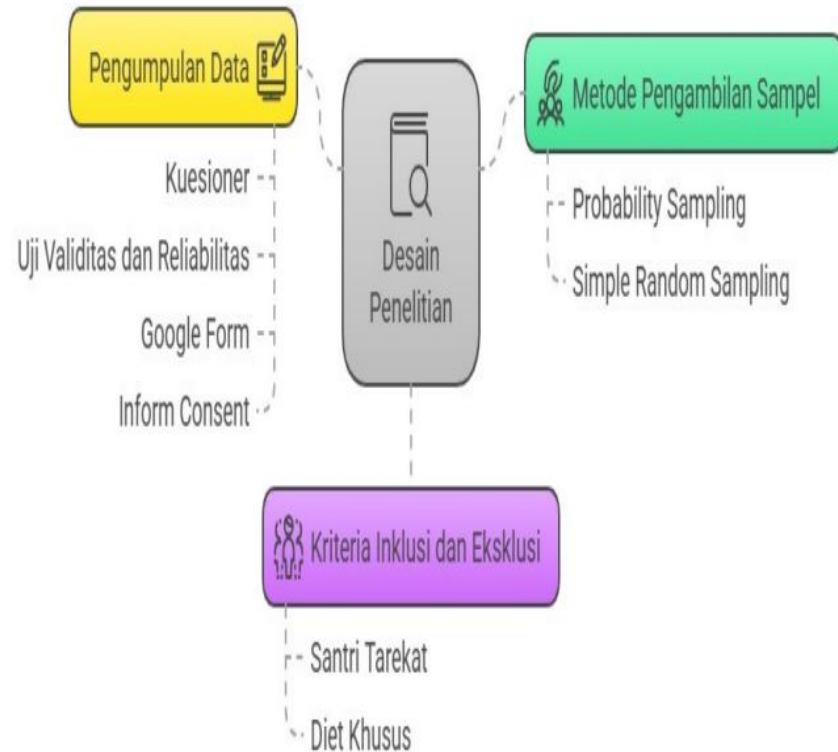 Pengumpulan Data
Kuesioner
Uji Validitas dan Reliabilitas
Google Form
Inform Consent
Desain
Penelitian
Metode Pengambilan Sampel
Probability Sampling
Simple Random Sampling
Kriteria Inklusi dan Eksklusi
Santri Tarekat
Diet Khusus